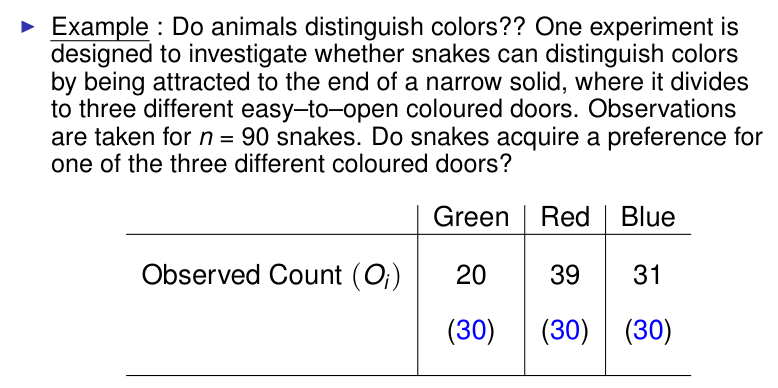 ► Example : Do animals distinguish colors?? One experiment is
designed to investigate whether snakes can distinguish colors
by being attracted to the end of a narrow solid, where it divides
to three different easy–to–open coloured doors. Observations
are taken for n = 90 snakes. Do snakes acquire a preference for
one of the three different coloured doors?
Green Red Blue
Observed Count (Oᵢ) 20 39 31
(30) (30) (30)